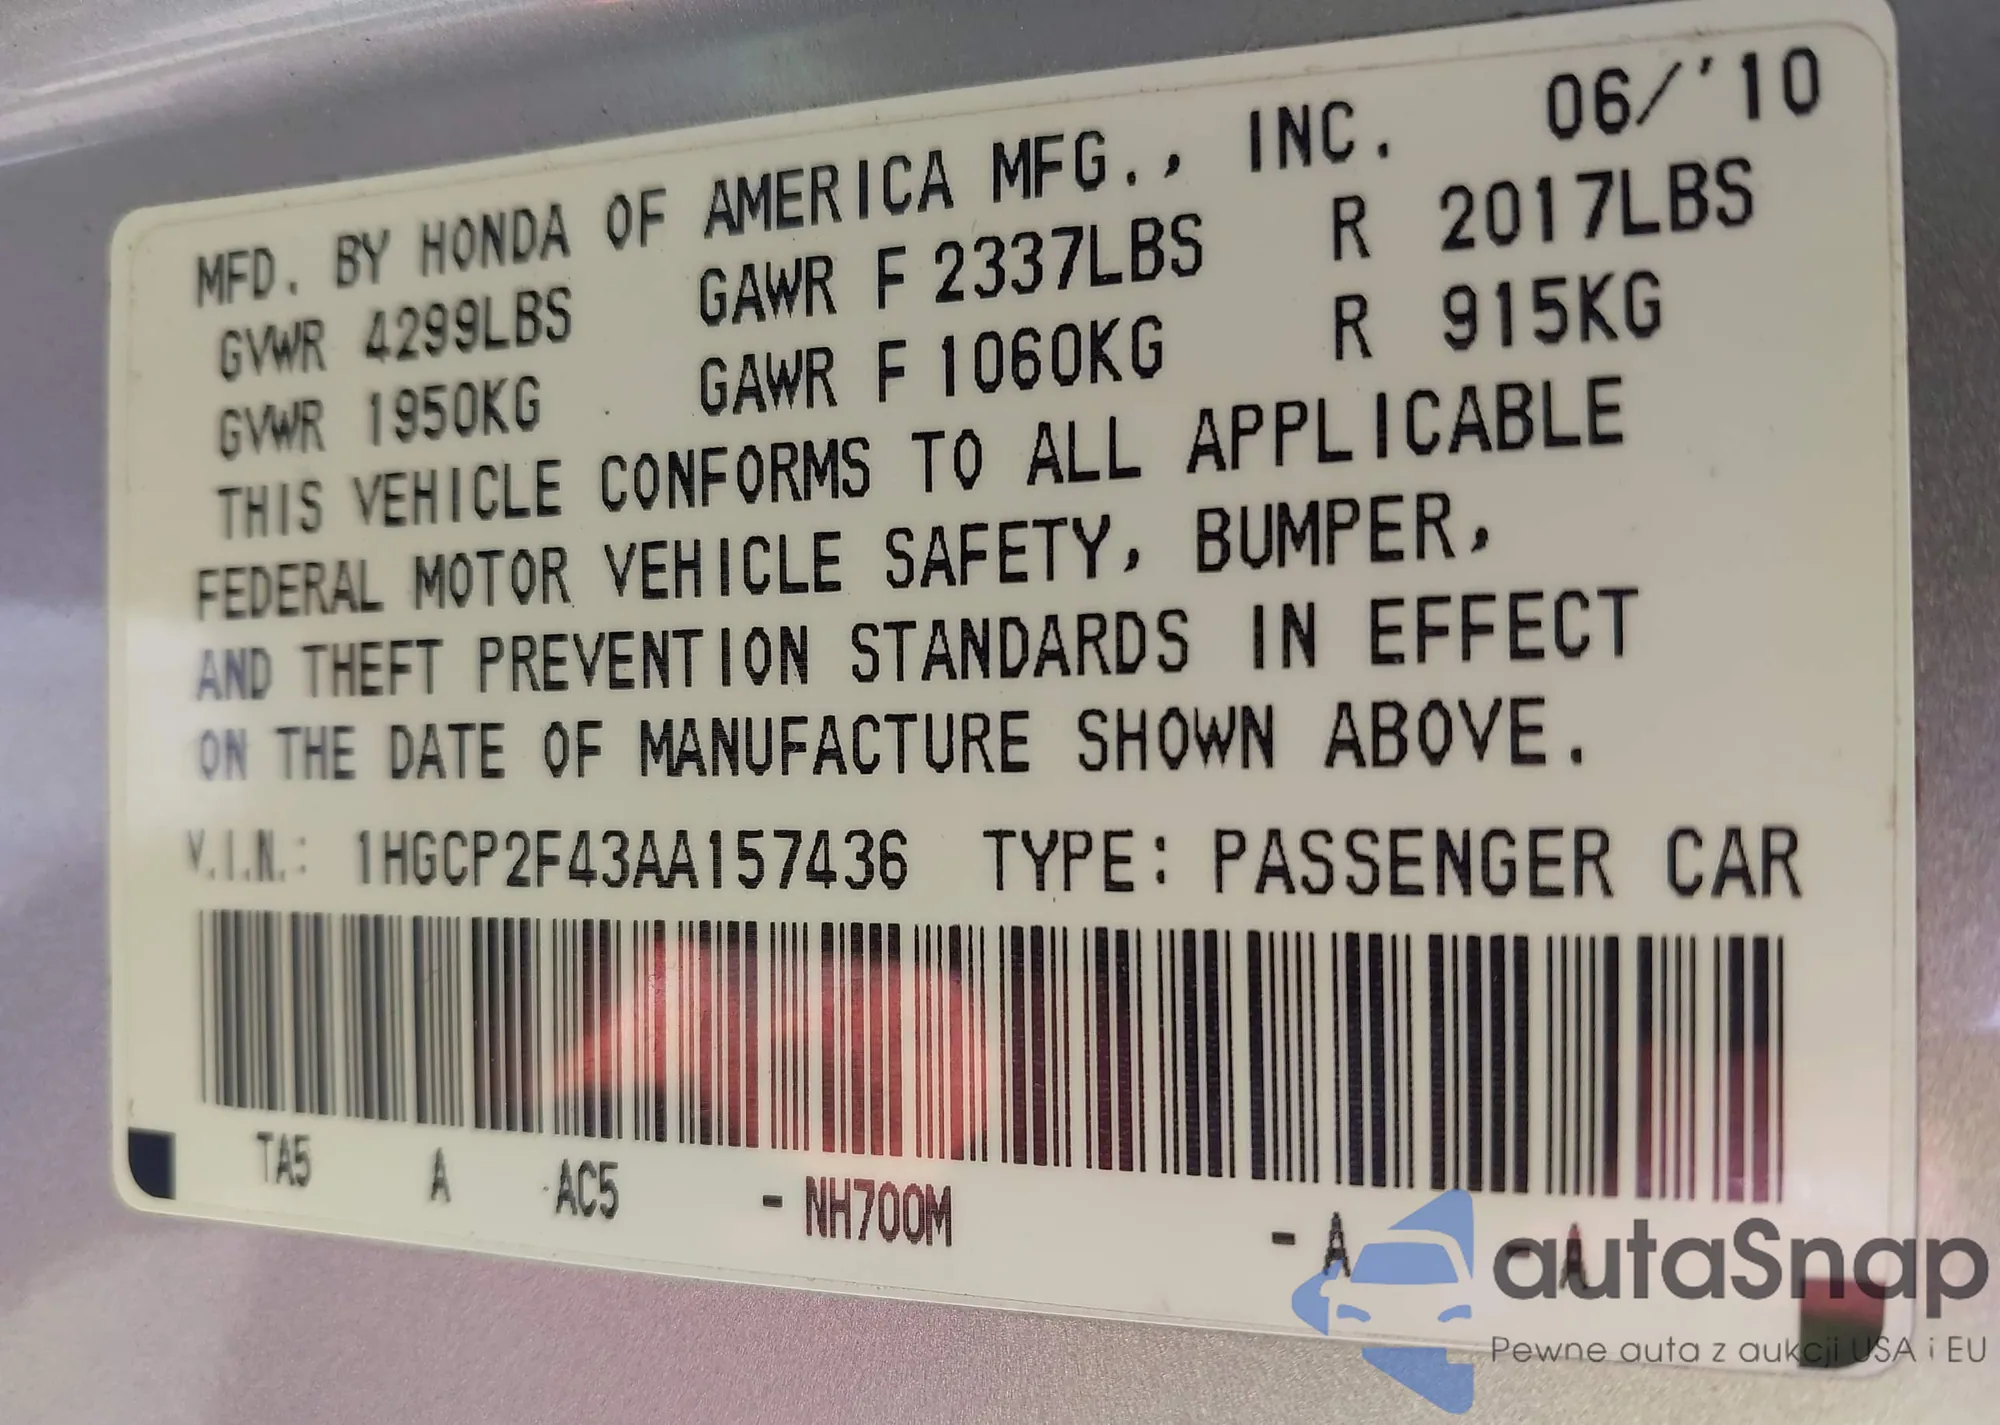 MFD. BY HONDA OF AMERICA MFG., INC. 06/'10
GVWR 4299LBS GAWR F 2337LBS R 2017LBS
GVWR 1950KG GAWR F 1060KG R 915KG
THIS VEHICLE CONFORMS TO ALL APPLICABLE
FEDERAL MOTOR VEHICLE SAFETY, BUMPER,
AND THEFT PREVENTION STANDARDS IN EFFECT
ON THE DATE OF MANUFACTURE SHOWN ABOVE.
V.I.N.: 1HGCP2F43AA157436 TYPE: PASSENGER CAR
TA5 A AC5 - NH700M - A - A
autaSnap
Pewne auta z aukcji USA i EU